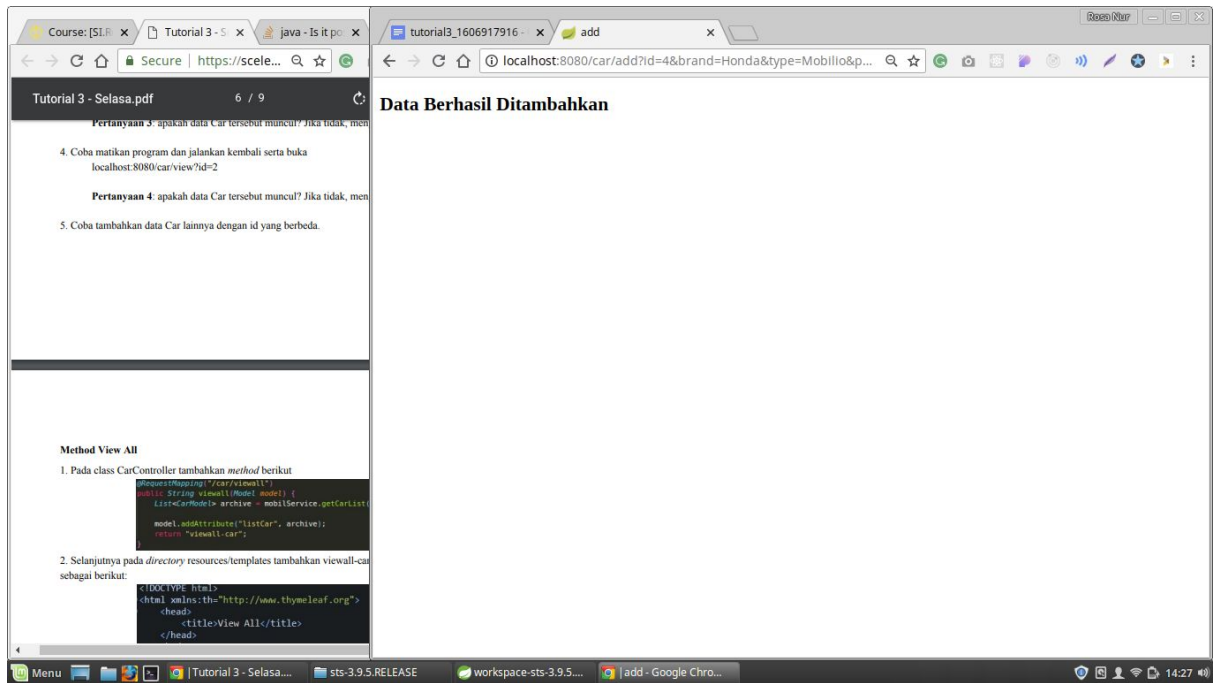 Rosa Nur
Course: [SI.R
Tutorial 3 - S
java - Is it po
tutorial3_1606917916 -
add
Secure | https://scele...
localhost:8080/car/add?id=4&brand=Honda&type=Mobilio&p...
Tutorial 3 - Selasa.pdf 6 / 9
Pertanyaan 3: apakah data Car tersebut muncul? Jika tidak, men
4. Coba matikan program dan jalankan kembali serta buka
localhost:8080/car/view?id=2
Pertanyaan 4: apakah data Car tersebut muncul? Jika tidak, men
5. Coba tambahkan data Car lainnya dengan id yang berbeda.
Method View All
1. Pada class CarController tambahkan method berikut
@RequestMapping("/car/viewall")
public String viewall(Model model) {
List<CarModel> archive = mobilService.getCarList(
model.addAttribute("listCar", archive);
return "viewall-car";
}
2. Selanjutnya pada directory resources/templates tambahkan viewall-car
sebagai berikut:
<!DOCTYPE html>
<html xmlns:th="http://www.thymeleaf.org">
<head>
<title>View All</title>
</head>
Data Berhasil Ditambahkan
Menu
|Tutorial 3 - Selasa....
sts-3.9.5.RELEASE
workspace-sts-3.9.5....
|add - Google Chro...
14:27